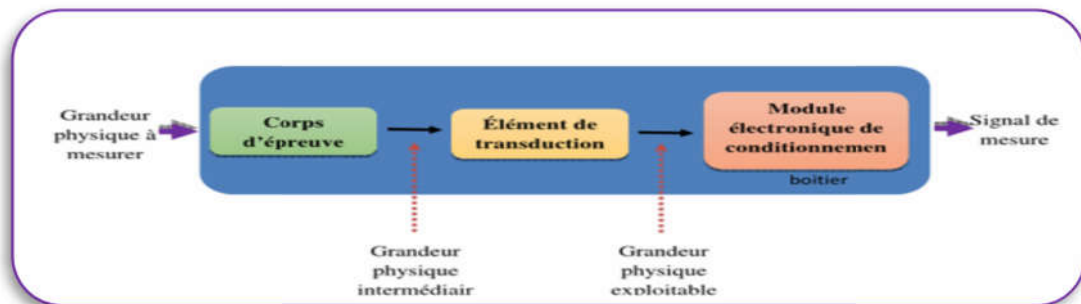 Grandeur
physique à
mesurer
Corps
d'épreuve
Élément de
transduction
Module
électronique de
conditionnemen
boitier
Signal de
mesure
Grandeur
physique
intermédiair
Grandeur
physique
exploitable